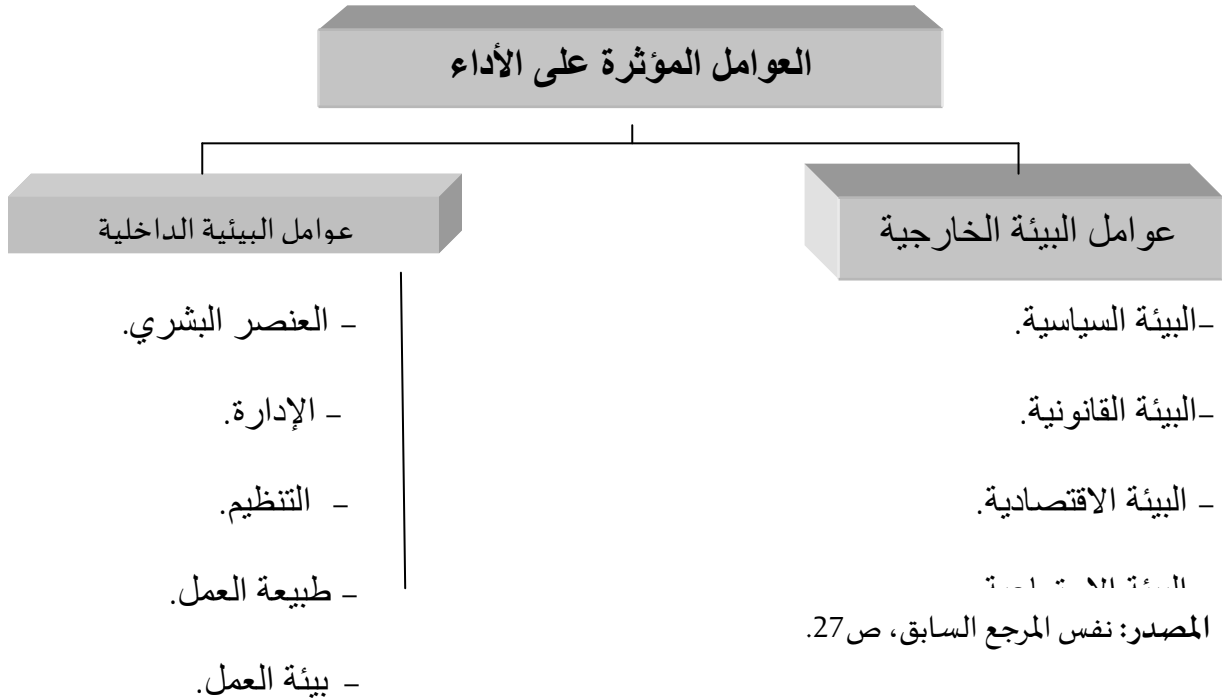 العوامل المؤثرة على الأداء
عوامل البيئة الخارجية
-البيئة السياسية.
-البيئة القانونية.
- البيئة الاقتصادية.
- البيئة
عوامل البيئية الداخلية
- العنصر البشري.
- الإدارة.
- التنظيم.
- طبيعة العمل.
- بيئة العمل.
المصدر: نفس المرجع السابق، ص27.